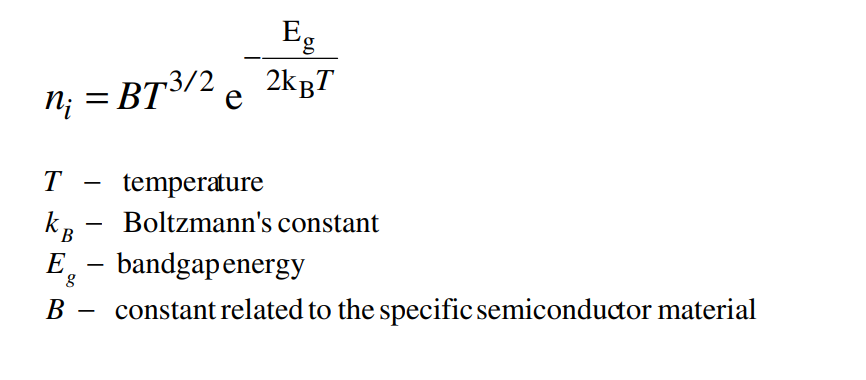 n_i = BT^{3/2} e^{-\frac{E_g}{2k_BT}}
T – temperature
k_B – Boltzmann's constant
E_g – bandgap energy
B – constant related to the specific semiconductor material